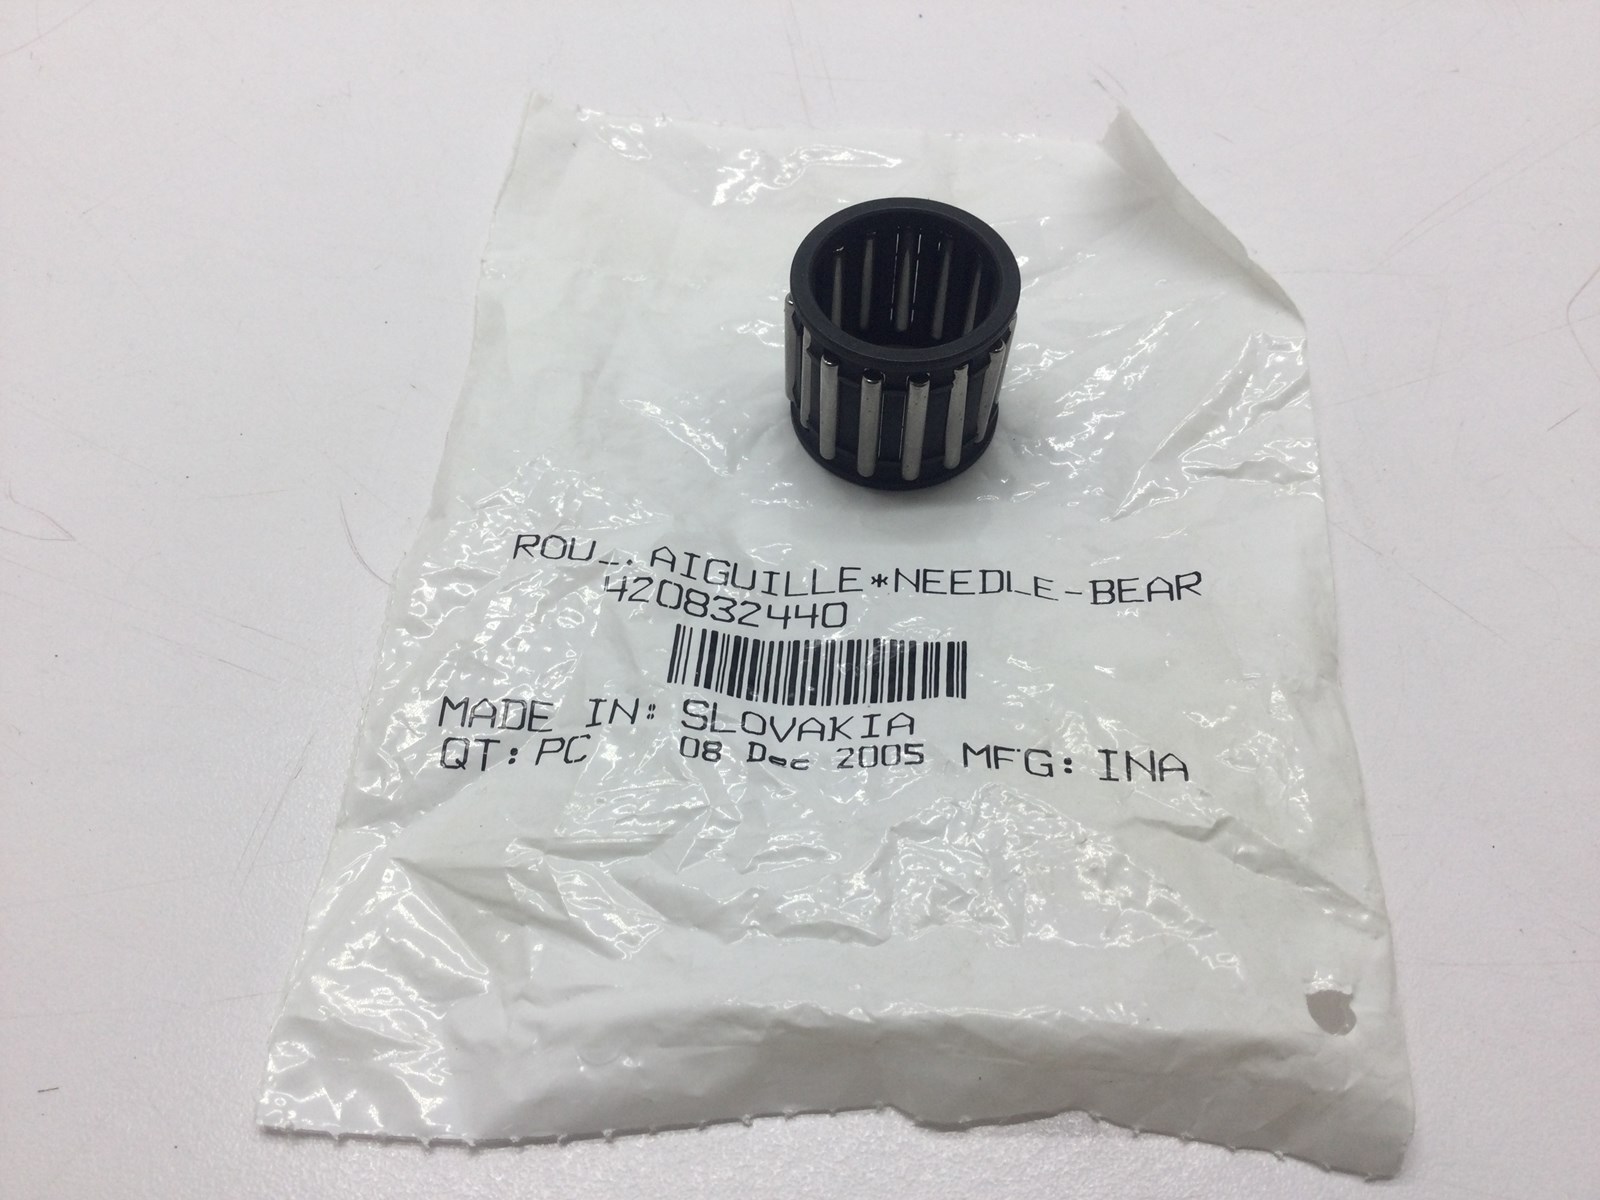 ROU_. AIGUILLE*NEEDLE-BEAR
420832440
MADE IN: SLOVAKIA
QT: PC 08 Dec 2005 MFG: INA